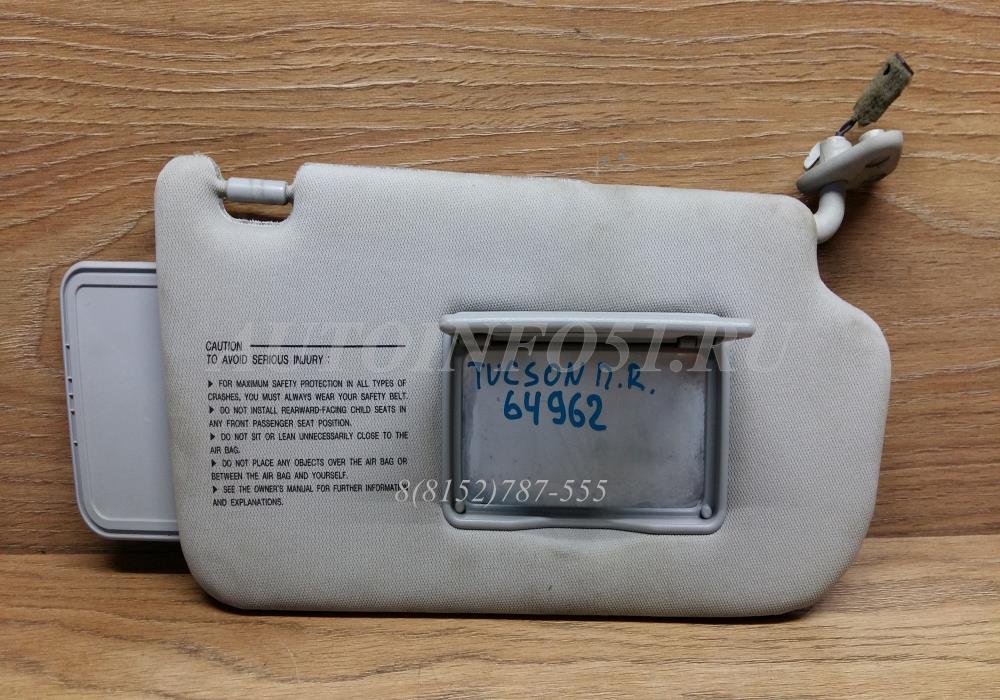 AUTOINFO51.RU
CAUTION
TO AVOID SERIOUS INJURY :
▶ FOR MAXIMUM SAFETY PROTECTION IN ALL TYPES OF
CRASHES, YOU MUST ALWAYS WEAR YOUR SAFETY BELT.
▶ DO NOT INSTALL REARWARD-FACING CHILD SEATS IN
ANY FRONT PASSENGER SEAT POSITION.
▶ DO NOT SIT OR LEAN UNNECESSARILY CLOSE TO THE
AIR BAG.
▶ DO NOT PLACE ANY OBJECTS OVER THE AIR BAG OR
BETWEEN THE AIR BAG AND YOURSELF.
▶ SEE THE OWNER'S MANUAL FOR FURTHER INFORMATION
AND EXPLANATIONS.
TUCSON П.R.
64962
8(8152)787-555